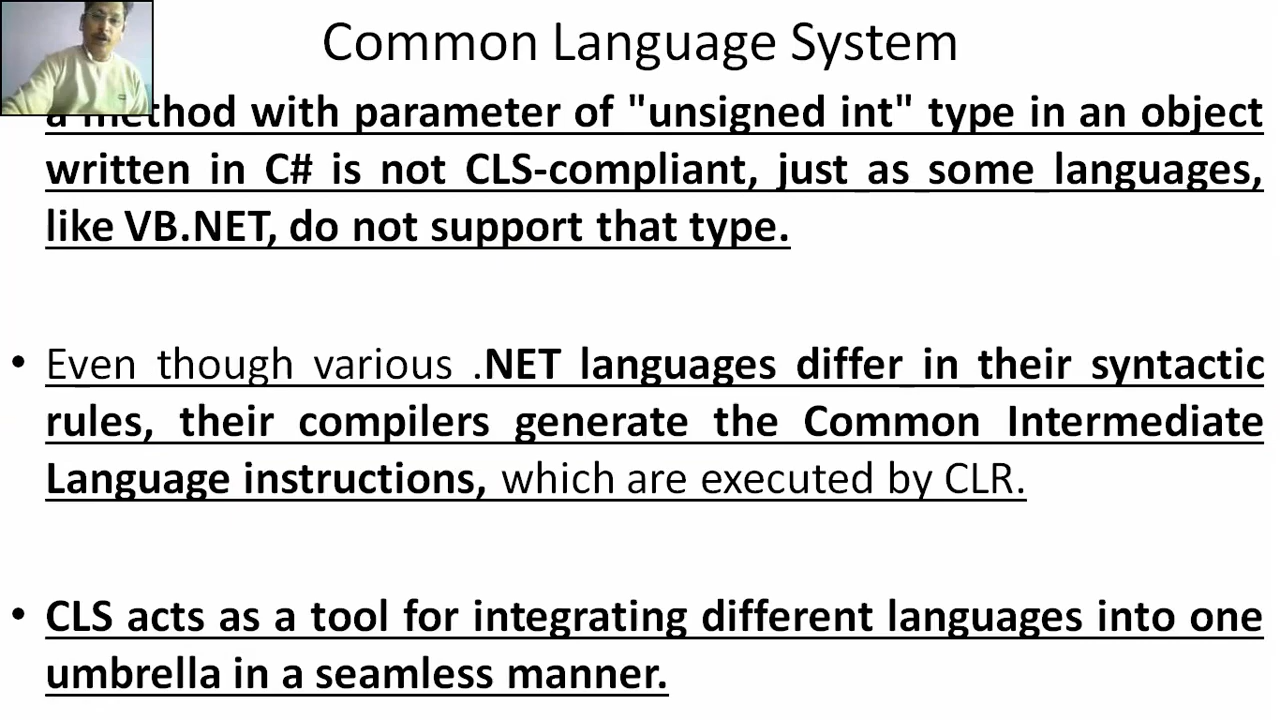 Common Language System
a method with parameter of "unsigned int" type in an object
written in C# is not CLS-compliant, just as some languages,
like VB.NET, do not support that type.
• Even though various .NET languages differ in their syntactic
rules, their compilers generate the Common Intermediate
Language instructions, which are executed by CLR.
• CLS acts as a tool for integrating different languages into one
umbrella in a seamless manner.